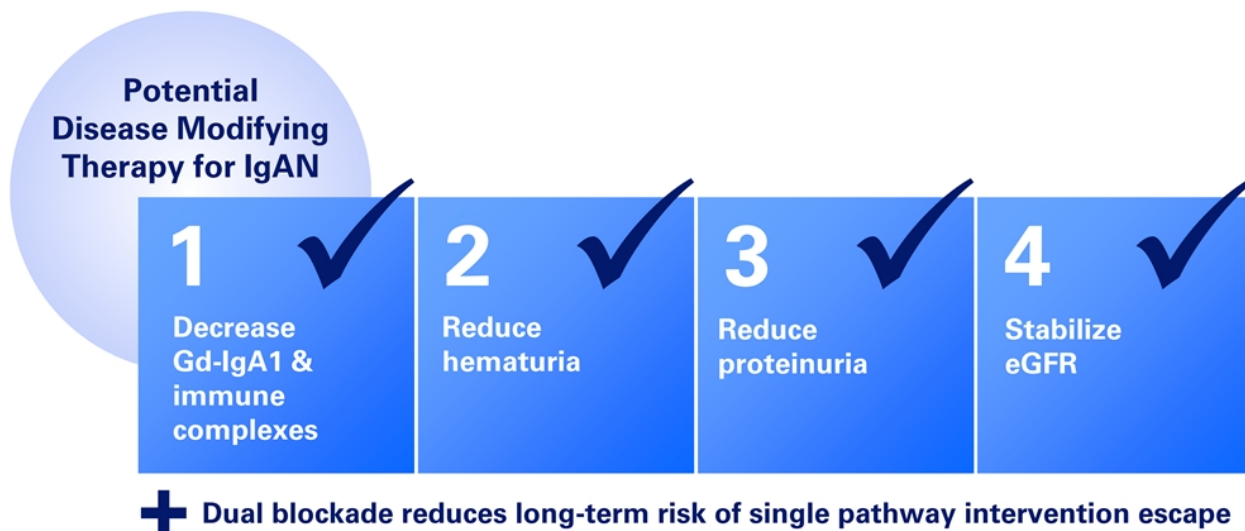 Potential
Disease Modifying
Therapy for IgAN
1
Decrease
Gd-IgA1 &
immune
complexes
2
Reduce
hematuria
3
Reduce
proteinuria
4
Stabilize
eGFR
+ Dual blockade reduces long-term risk of single pathway intervention escape